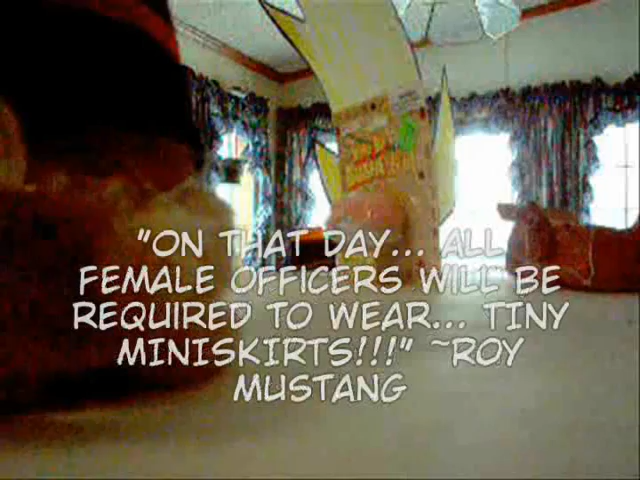 "ON THAT DAY... ALL
FEMALE OFFICERS WILL BE
REQUIRED TO WEAR... TINY
MINISKIRTS!!!" ~ROY
MUSTANG